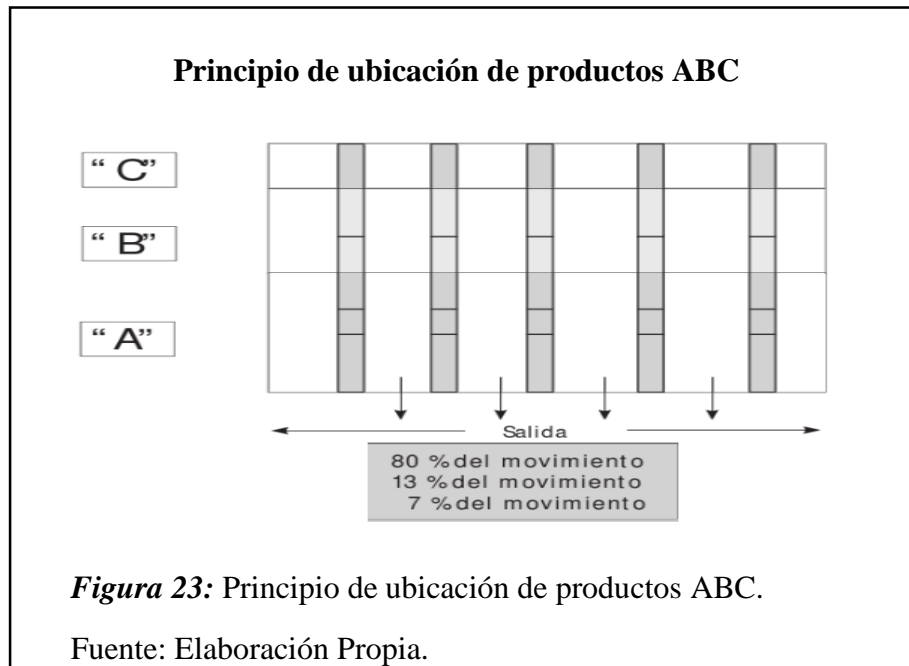 Principio de ubicación de productos ABC
“ C”
“ B”
“ A”
Salida
80 % del movimiento
13 % del movimiento
7 % del movimiento
Figura 23: Principio de ubicación de productos ABC.
Fuente: Elaboración Propia.